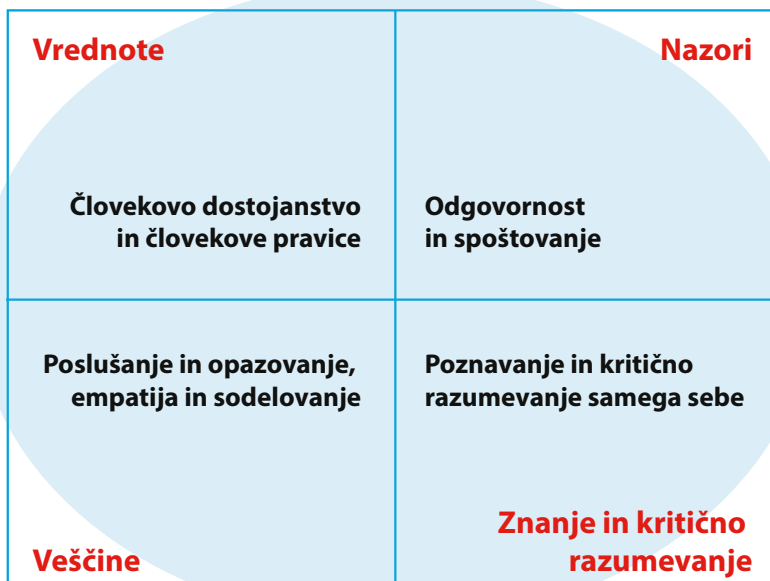 Vrednote
Nazori
Človekovo dostojanstvo
in človekove pravice
Odgovornost
in spoštovanje
Poslušanje in opazovanje,
empatija in sodelovanje
Poznavanje in kritično
razumevanje samega sebe
Veščine
Znanje in kritično
razumevanje